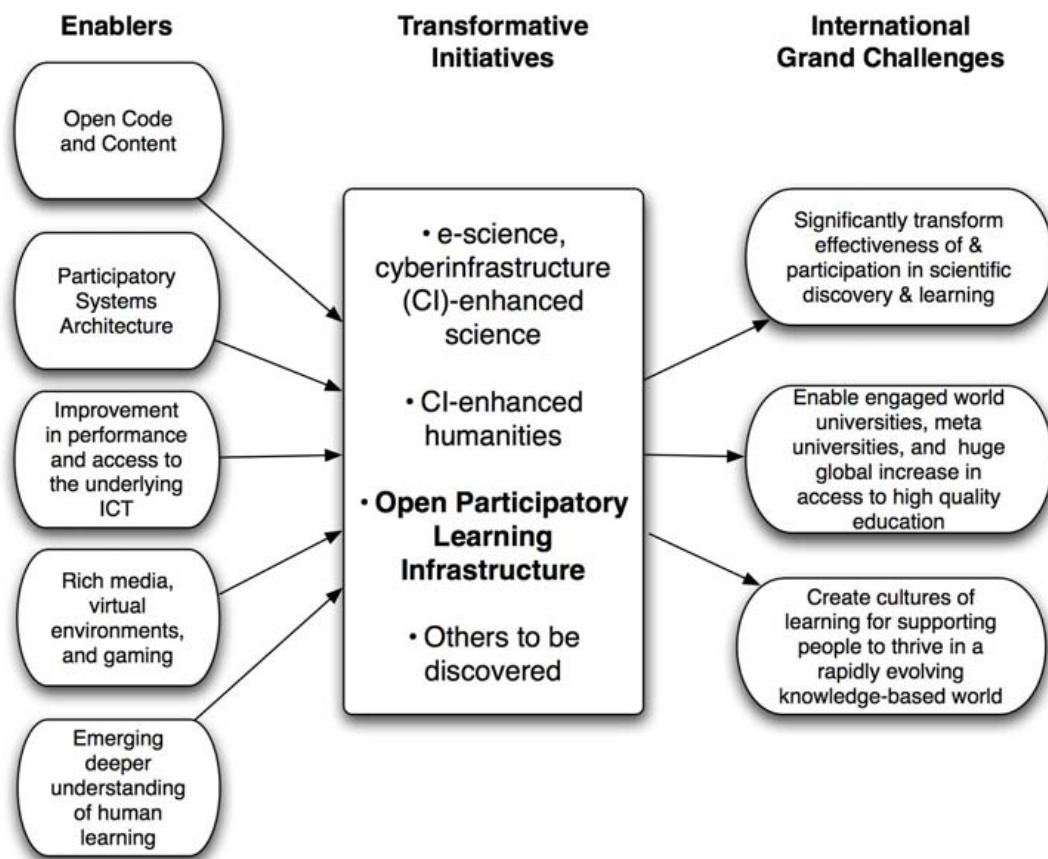 Enablers
Open Code
and Content
Participatory
Systems
Architecture
Improvement
in performance
and access to
the underlying
ICT
Rich media,
virtual
environments,
and gaming
Emerging
deeper
understanding
of human
learning
Transformative
Initiatives
• e-science,
cyberinfrastructure
(CI)-enhanced
science
• CI-enhanced
humanities
• Open Participatory
Learning
Infrastructure
• Others to be
discovered
International
Grand Challenges
Significantly transform
effectiveness of &
participation in scientific
discovery & learning
Enable engaged world
universities, meta
universities, and huge
global increase in
access to high quality
education
Create cultures of
learning for supporting
people to thrive in a
rapidly evolving
knowledge-based world